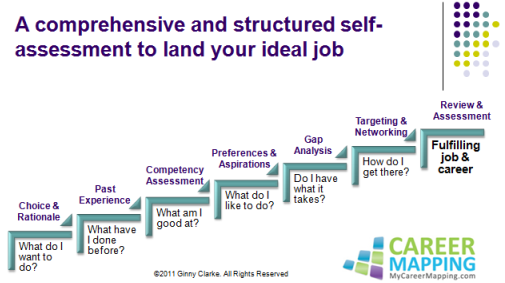 A comprehensive and structured self-
assessment to land your ideal job
Choice &
Rationale
What do I
want to
do?
Past
Experience
What have
I done
before?
Competency
Assessment
What am I
good at?
Preferences &
Aspirations
What do I
like to do?
Gap
Analysis
Do I have
what it
takes?
Targeting &
Networking
How do I
get there?
Review &
Assessment
Fulfilling
job &
career
©2011 Ginny Clarke. All Rights Reserved
CAREER
MAPPING
MyCareerMapping.com